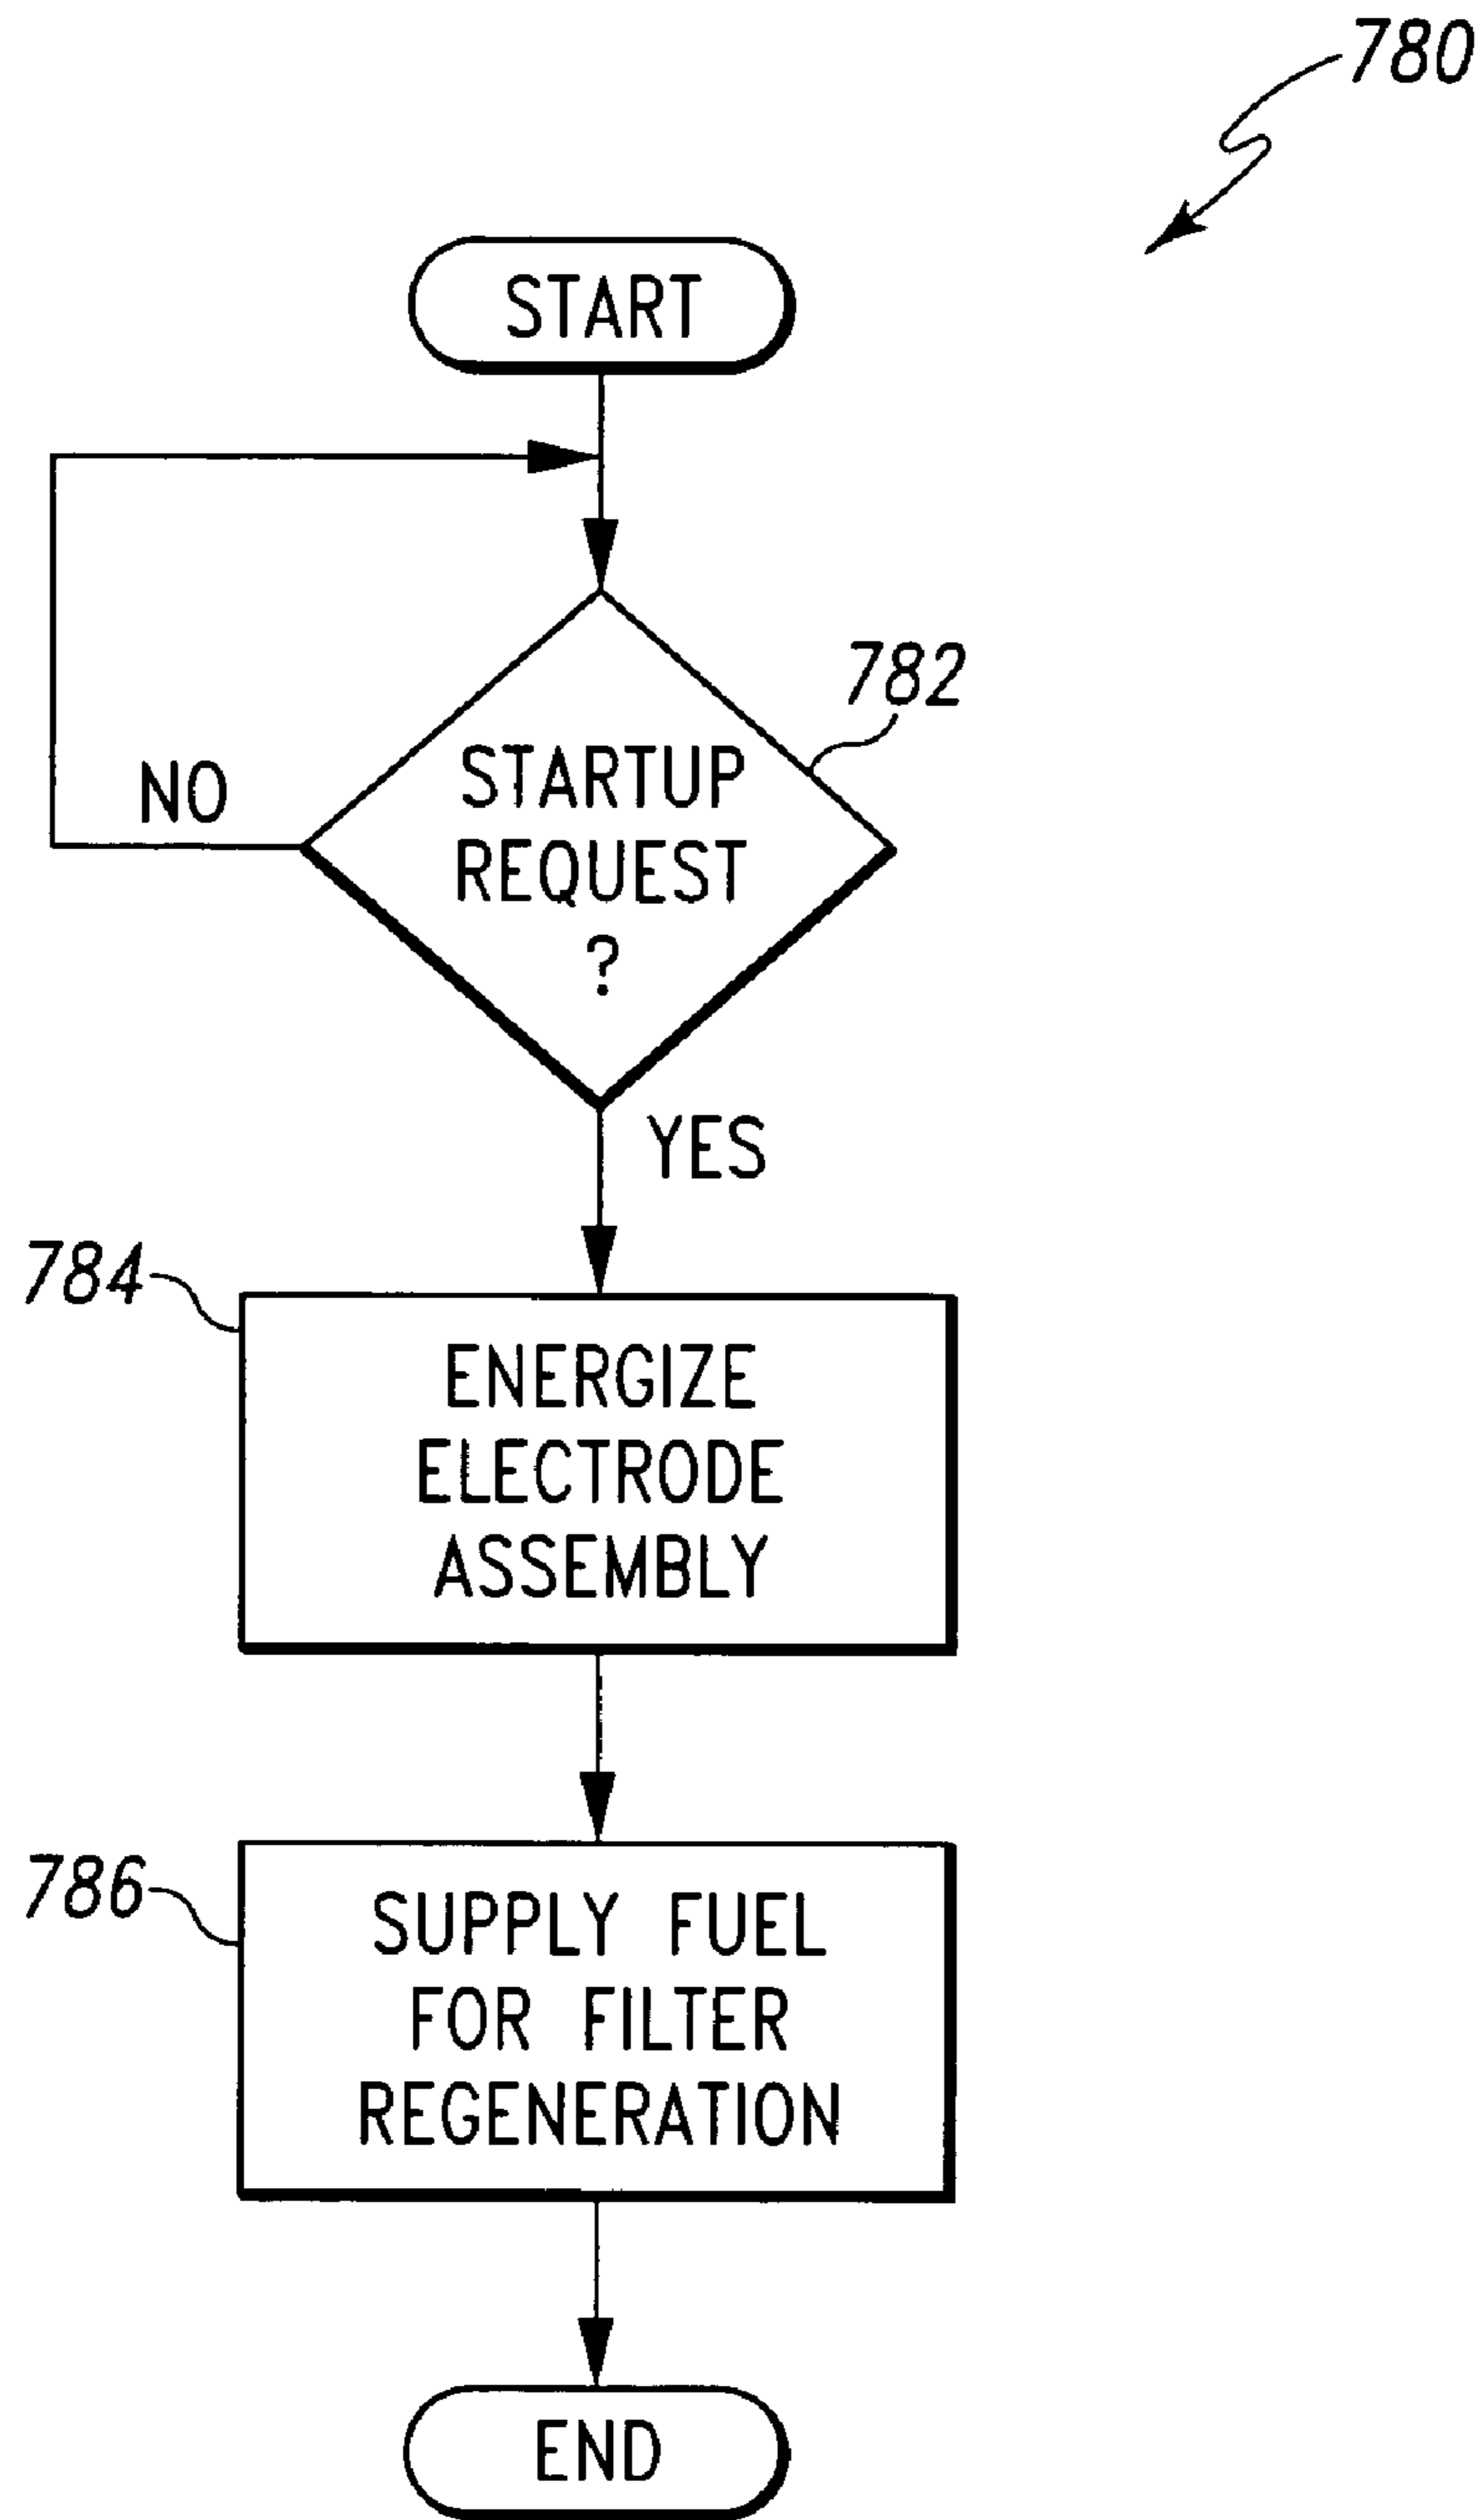 780
START
782
STARTUP
REQUEST
?
NO
YES
784
ENERGIZE
ELECTRODE
ASSEMBLY
786
SUPPLY FUEL
FOR FILTER
REGENERATION
END